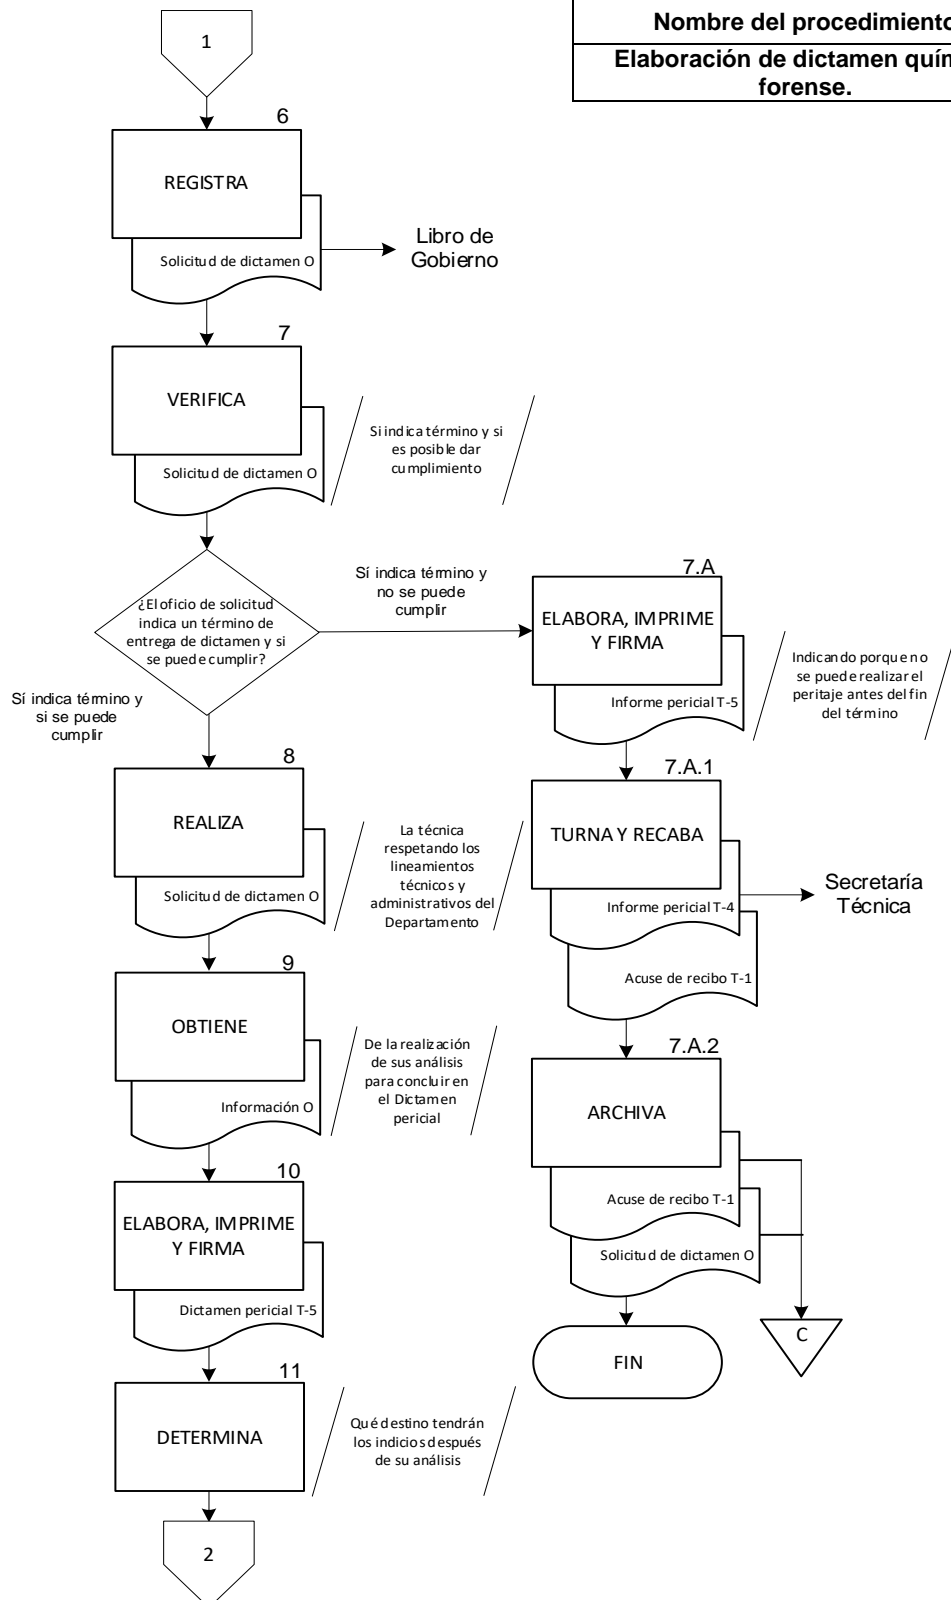 Nombre del procedimiento
Elaboración de dictamen quím
forense.
1
6
REGISTRA
Solicitud de dictamen O
Libro de
Gobierno
7
VERIFICA
Solicitud de dictamen O
Si indica término y si
es posible dar
cumplimiento
¿El oficio de solicitud
indica un término de
entrega de dictamen y si
se puede cumplir?
Sí indica término y
no se puede
cumplir
7.A
ELABORA, IMPRIME
Y FIRMA
Informe pericial T-5
Indicando porque no
se puede realizar el
peritaje antes del fin
del término
Sí indica término y
si se puede
cumplir
8
REALIZA
Solicitud de dictamen O
La técnica
respetando los
lineamientos
técnicos y
administrativos del
Departamento
7.A.1
TURNA Y RECABA
Informe pericial T-4
Acuse de recibo T-1
Secretaría
Técnica
9
OBTIENE
Información O
De la realización
de sus análisis
para concluir en
el Dictamen
pericial
7.A.2
ARCHIVA
Acuse de recibo T-1
Solicitud de dictamen O
C
FIN
10
ELABORA, IMPRIME
Y FIRMA
Dictamen pericial T-5
11
DETERMINA
Qué destino tendrán
los indicios después
de su análisis
2